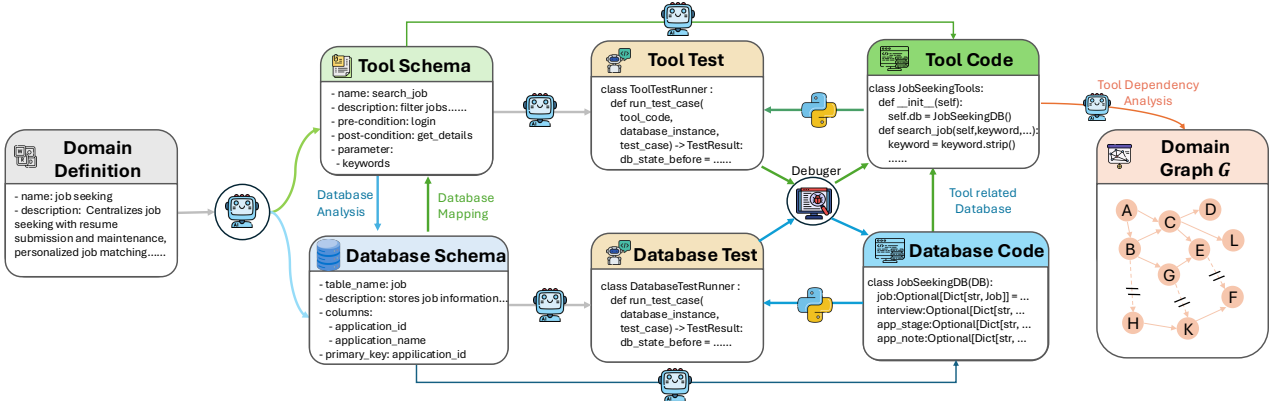 Domain
Definition
- name: job seeking
- description: Centralizes job
seeking with resume
submission and maintenance,
personalized job matching......
Tool Schema
- name: search_job
- description: filter jobs......
- pre-condition: login
- post-condition: get_details
- parameter:
- keywords
Database
Analysis
Database
Mapping
Database Schema
- table_name: job
- description: stores job information...
- columns:
- application_id
- application_name
- primary_key: appilication_id
Tool Test
class ToolTestRunner :
def run_test_case(
tool_code,
database_instance,
test_case) -> TestResult:
db_state_before = ......
Database Test
class DatabaseTestRunner :
def run_test_case(
database_instance,
test_case) -> TestResult:
db_state_before = ......
Debuger
Tool Code
class JobSeekingTools:
def __init__(self):
self.db = JobSeekingDB()
def search_job(self,keyword,...):
keyword = keyword.strip()
......
Tool related
Database
Database Code
class JobSeekingDB(DB):
job:Optional[Dict[str, Job]] = ...
interview:Optional[Dict[str, ...
app_stage:Optional[Dict[str, ...
app_note:Optional[Dict[str, ...
Tool Dependency
Analysis
Domain
Graph G
A
D
C
L
B
E
G
F
H
K